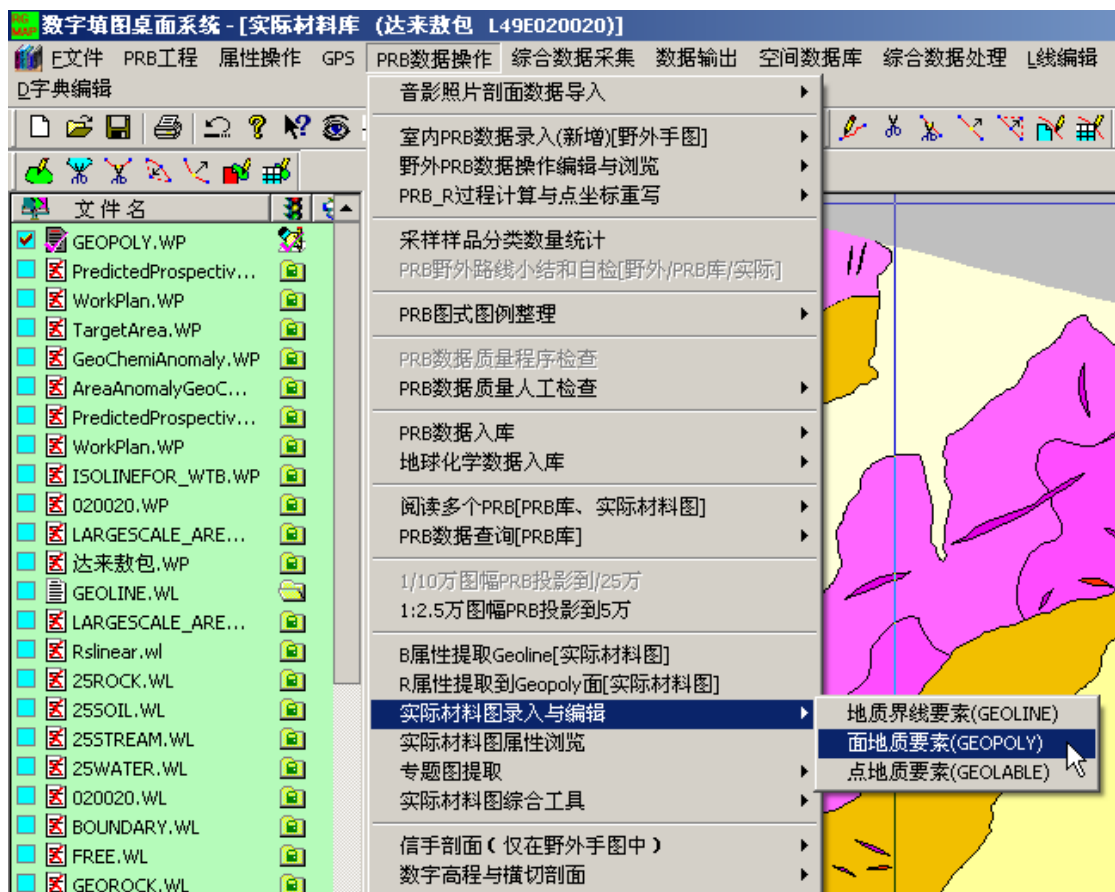 RG
MAP 数字填图桌面系统 - [实际材料库 (达来敖包 L49E020020)]
F文件 PRB工程 属性操作 GPS PRB数据操作 综合数据采集 数据输出 空间数据库 综合数据处理 L线编辑
D字典编辑
文件名
GEOPOLY.WP
PredictedProspectiv...
WorkPlan.WP
TargetArea.WP
GeoChemiAnomaly.WP
AreaAnomalyGeoC...
PredictedProspectiv...
WorkPlan.WP
ISOLINEFOR_WTB.WP
020020.WP
LARGESCALE_ARE...
达来敖包.WP
GEOLINE.WL
LARGESCALE_ARE...
Rslinear.wl
25ROCK.WL
25SOIL.WL
25STREAM.WL
25WATER.WL
020020.WL
BOUNDARY.WL
FREE.WL
GEOROCK.WL
音影照片剖面数据导入
室内PRB数据录入(新增)[野外手图]
野外PRB数据操作编辑与浏览
PRB_R过程计算与点坐标重写
采样样品分类数量统计
PRB野外路线小结和自检[野外/PRB库/实际]
PRB图式图例整理
PRB数据质量程序检查
PRB数据质量人工检查
PRB数据入库
地球化学数据入库
阅读多个PRB[PRB库、实际材料图]
PRB数据查询[PRB库]
1/10万图幅PRB投影到/25万
1:2.5万图幅PRB投影到5万
B属性提取Geoline[实际材料图]
R属性提取到Geopoly面[实际材料图]
实际材料图录入与编辑
实际材料图属性浏览
专题图提取
实际材料图综合工具
信手剖面(仅在野外手图中)
数字高程与横切剖面
地质界线要素(GEOLINE)
面地质要素(GEOPOLY)
点地质要素(GEOLABLE)